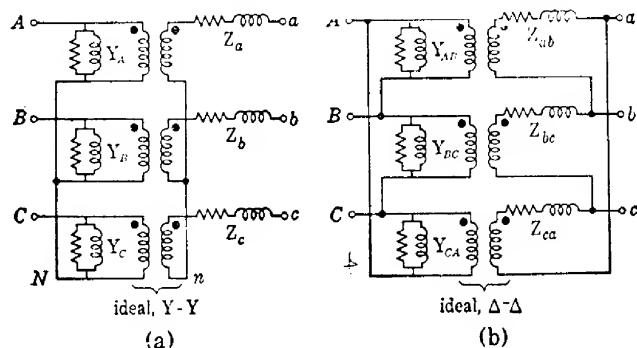 A a A a
Y_A Z_a Y_AB Z_ab
B b B b
Y_B Z_b Y_BC Z_bc
C c C c
Y_C Z_c Y_CA Z_ca
N n
ideal, Y-Y ideal, Δ-Δ
(a) (b)